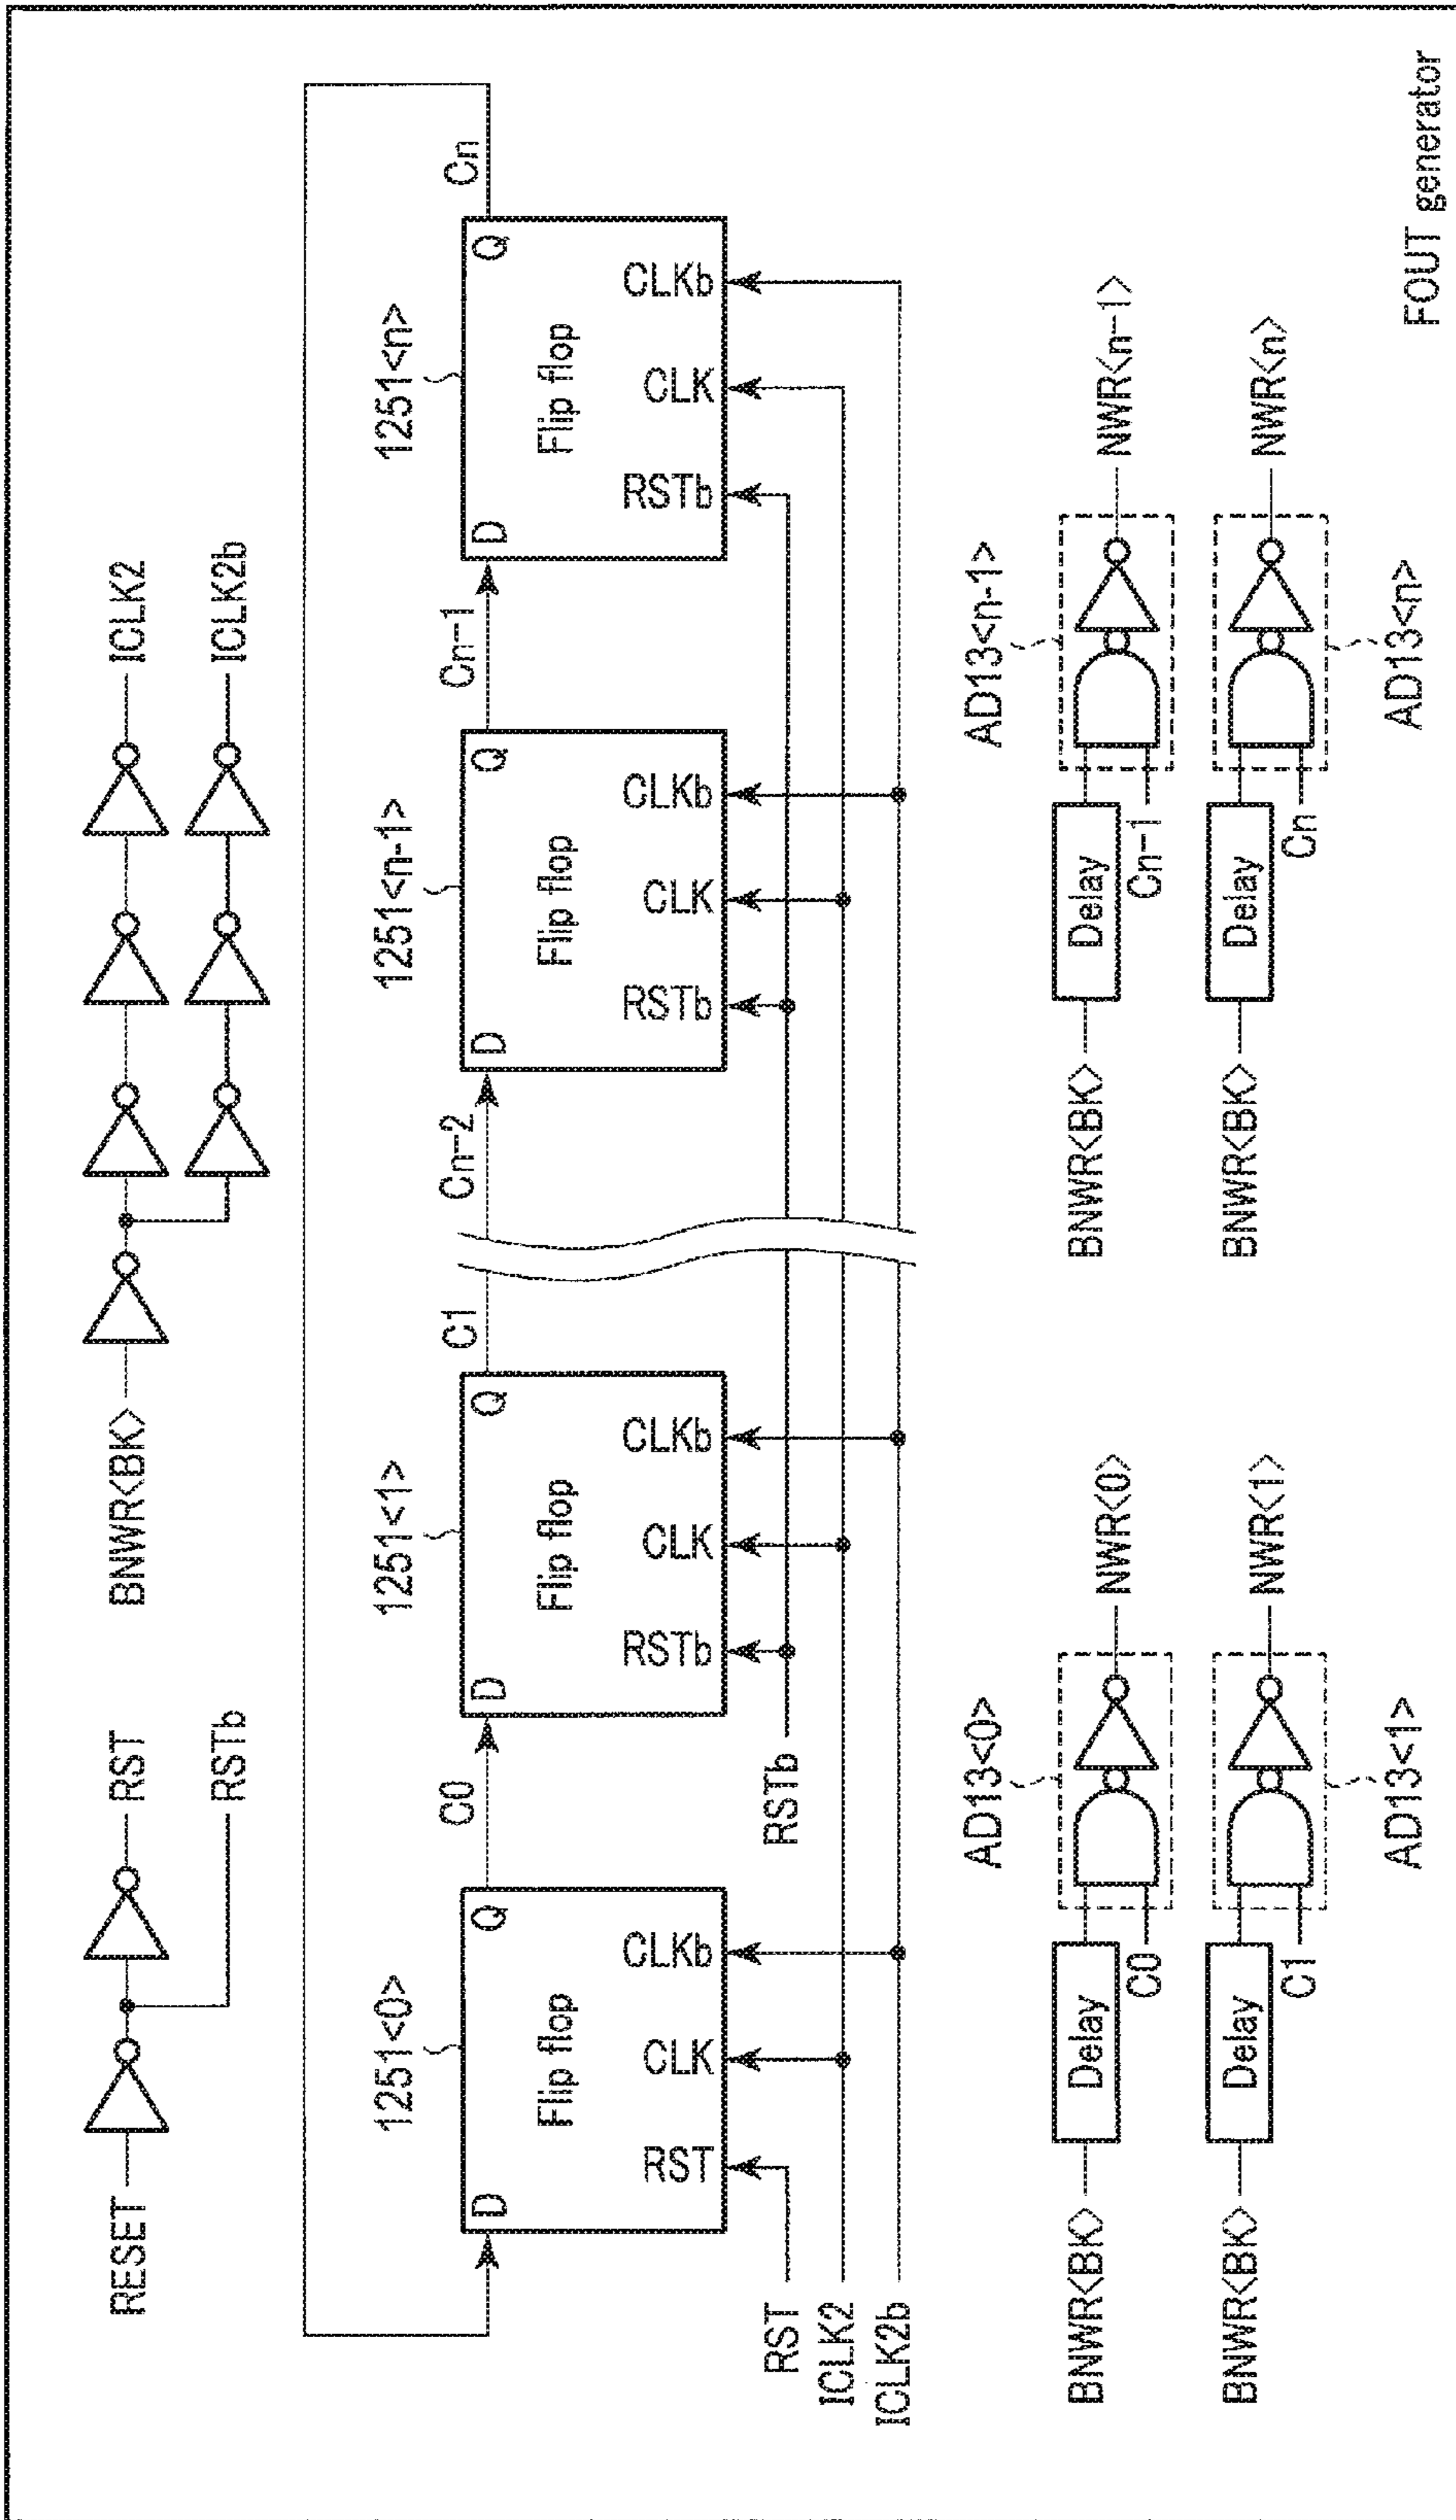 RESET
RST
RSTb
BNWR<BK>
ICLK2
ICLK2b
1251<0>
D
Q
Flip flop
RST
CLK
CLKb
C0
1251<1>
D
Q
Flip flop
RSTb
CLK
CLKb
C1
Cn-2
1251<n-1>
D
Q
Flip flop
RSTb
CLK
CLKb
Cn-1
1251<n>
D
Q
Flip flop
RSTb
CLK
CLKb
Cn
RST
RSTb
ICLK2
ICLK2b
AD13<0>
BNWR<BK>
Delay
C0
NWR<0>
BNWR<BK>
Delay
C1
NWR<1>
AD13<1>
AD13<n-1>
BNWR<BK>
Delay
Cn-1
NWR<n-1>
BNWR<BK>
Delay
Cn
NWR<n>
AD13<n>
FOUT generator